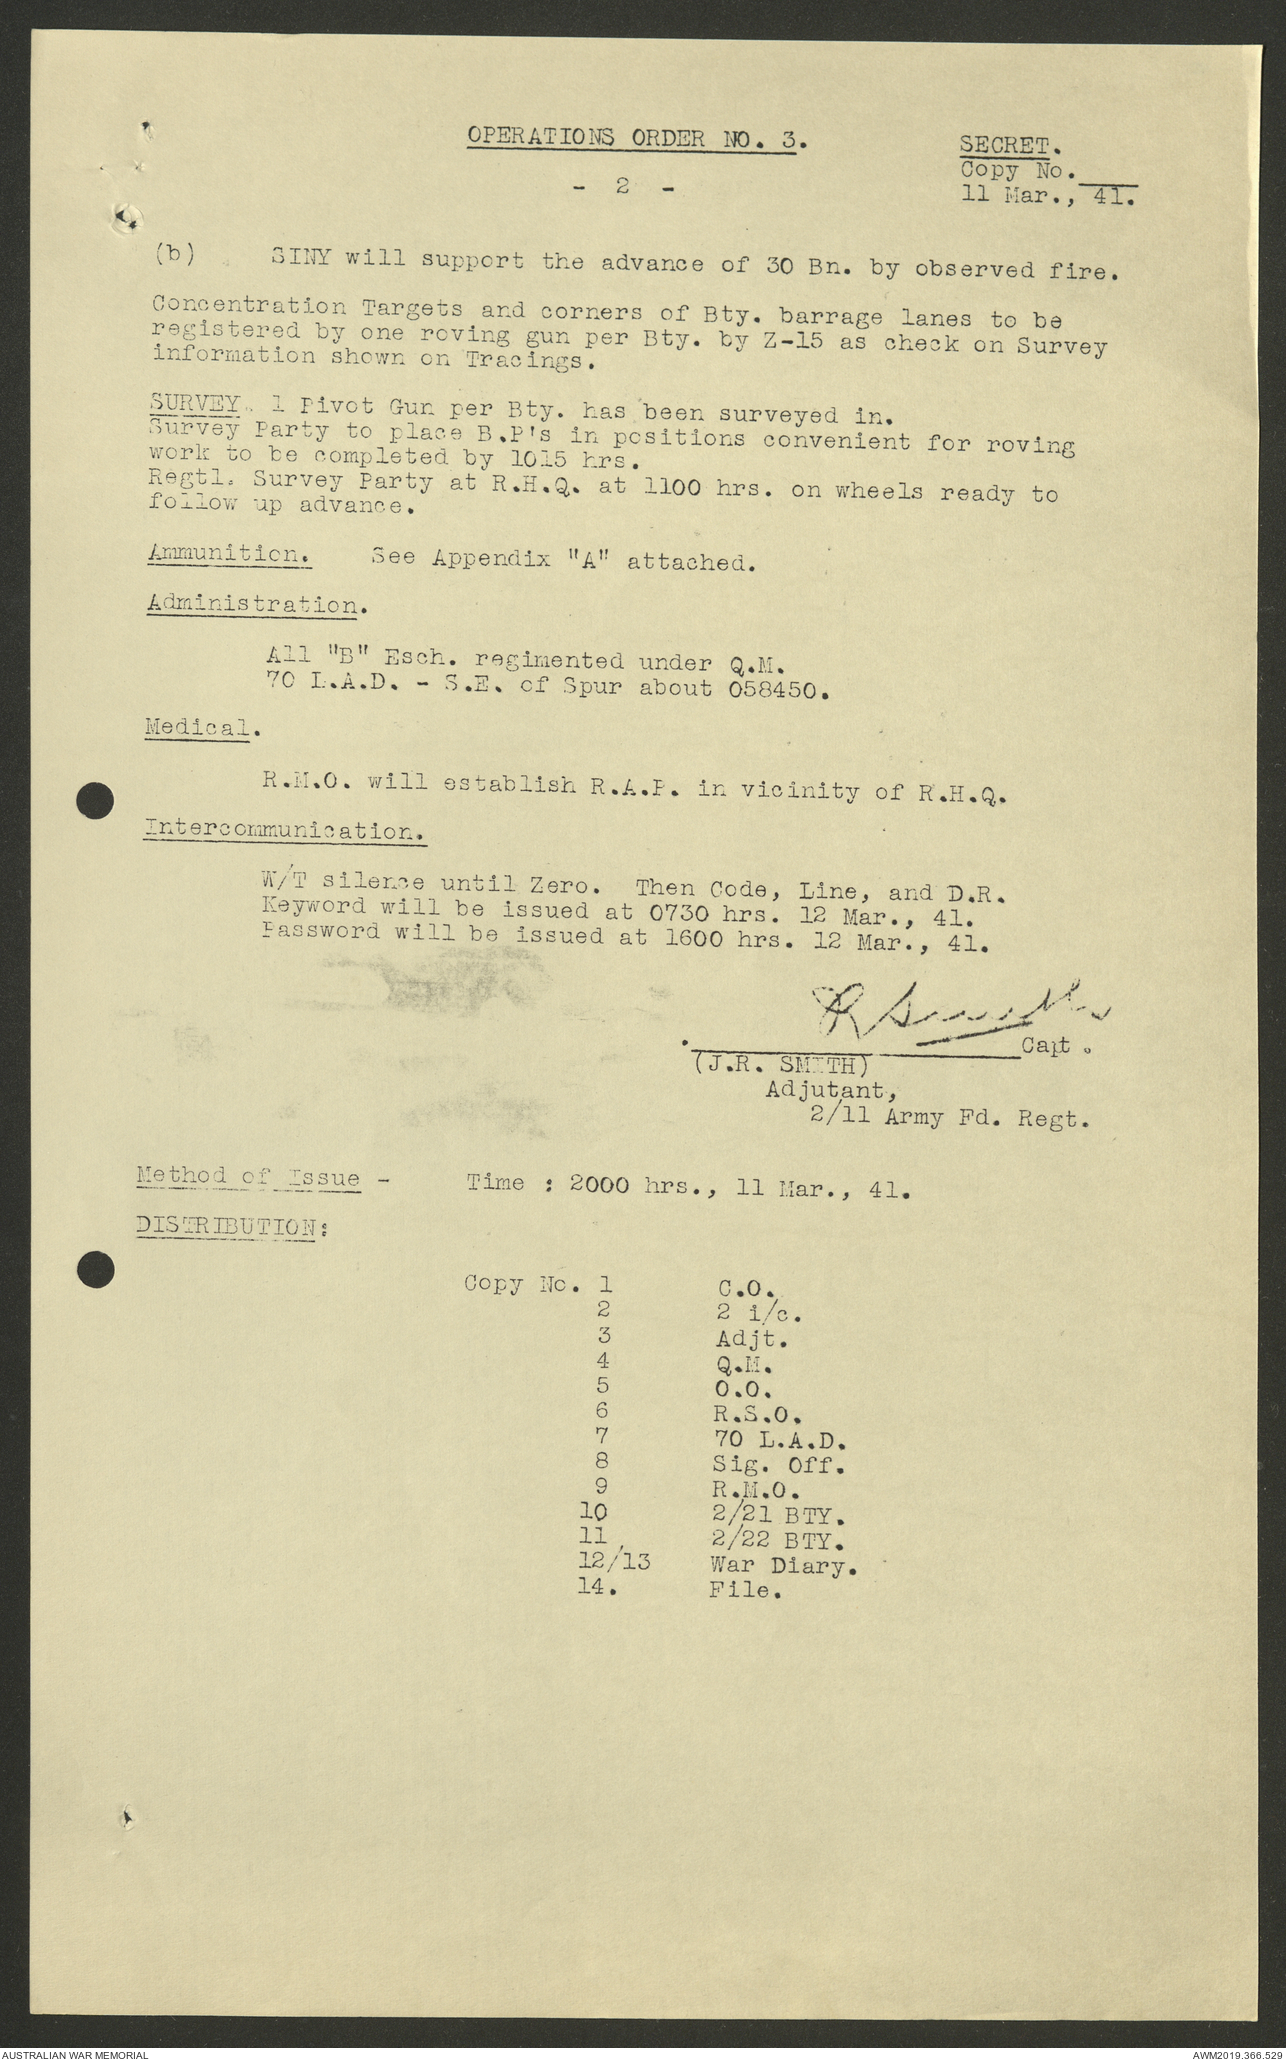 OPERATIONS ORDER NO. 3.
SECRET.
Copy No.
- 2 -
11 Mar., 41.
(b) SINY will support the advance of 30 Bn. by observed fire.
Concentration Targets and corners of Bty. barrage lanes to be
registered by one roving gun per Bty. by Z-15 as check on Survey
information shown on Tracings.
SURVEY. 1 Pivot Gun per Bty. has been surveyed in.
Survey Party to place B.P's in positions convenient for roving
work to be completed by 1015 hrs.
Regtl. Survey Party at R.H.Q. at 1100 hrs. on wheels ready to
follow up advance.
Ammunition. See Appendix "A" attached.
Administration.
All "B" Esch. regimented under Q.M.
70 L.A.D. - S.E. of Spur about 058450.
Medical.
R.M.O. will establish R.A.P. in vicinity of R.H.Q.
Intercommunication.
W/T silence until Zero. Then Code, Line, and D.R.
Keyword will be issued at 0730 hrs. 12 Mar., 41.
Password will be issued at 1600 hrs. 12 Mar., 41.
R Smith
Capt.
(J.R. SMITH)
Adjutant,
2/11 Army Fd. Regt.
Method of Issue - Time : 2000 hrs., 11 Mar., 41.
DISTRIBUTION:
Copy No. 1 C.O.
2 2 i/c.
3 Adjt.
4 Q.M.
5 O.O.
6 R.S.O.
7 70 L.A.D.
8 Sig. Off.
9 R.M.O.
10 2/21 BTY.
11 2/22 BTY.
12/13 War Diary.
14. File.
AUSTRALIAN WAR MEMORIAL
AWM2019.366.529